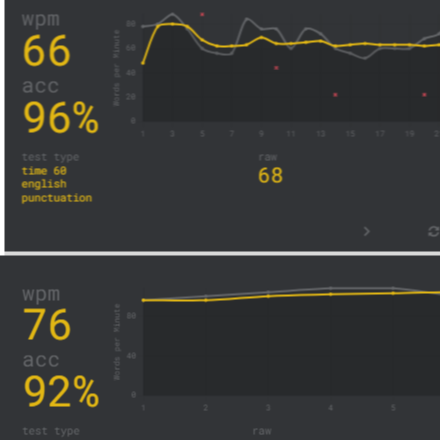 wpm
66
acc
96%
Words per Minute
80
60
40
20
0
1 3 5 7 9 11 13 15 17 19
test type
time 60
english
punctuation
raw
68
wpm
76
acc
92%
Words per Minute
80
40
0
1 2 3 4 5
test type
raw